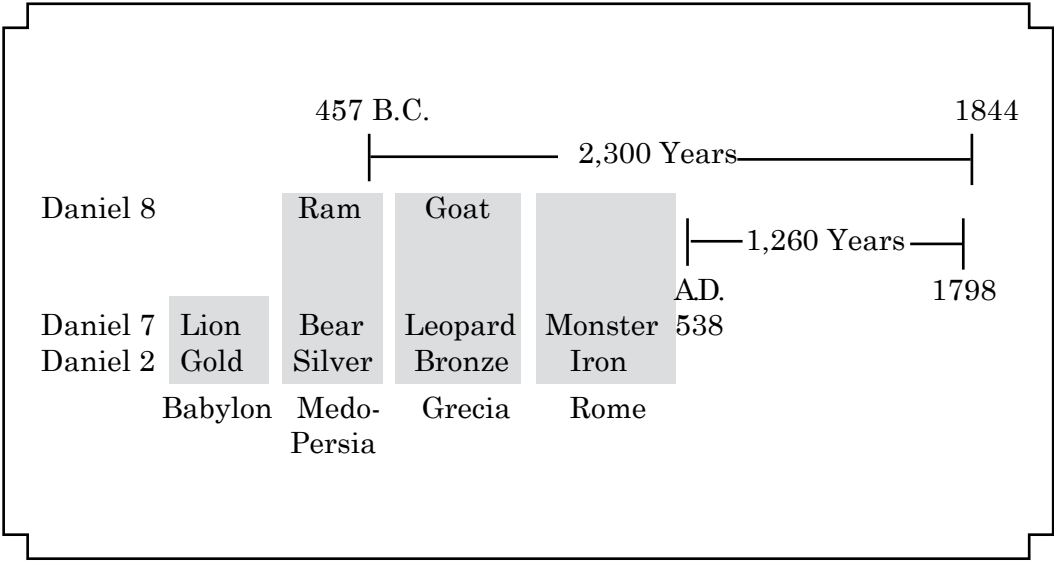 457 B.C. 1844
2,300 Years
Daniel 8 Ram Goat
1,260 Years
A.D. 1798
Daniel 7 Lion Bear Leopard Monster 538
Daniel 2 Gold Silver Bronze Iron
Babylon Medo- Grecia Rome
Persia